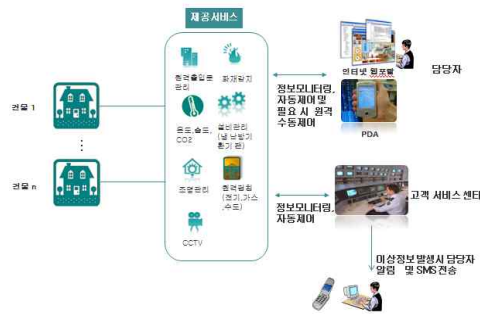 제공서비스
원격출입문
관리
화재감지
온도,습도,
CO2
설비관리
(냉난방기
환기 팬)
조명관리
원격검침
(전기,가스
,수도)
CCTV
건물 1
건물 n
정보모니터링,
자동제어 및
필요 시 원격
수동제어
인터넷 웹포탈
담당자
PDA
정보모니터링,
자동제어
고객 서비스 센터
이상정보 발생시 담당자
알림 및 SMS 전송